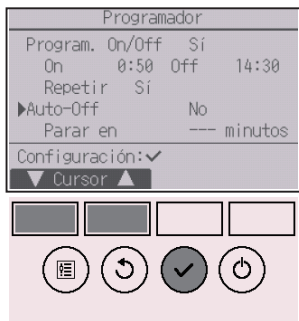 Programador
Program. On/Off Sí
On 0:50 Off 14:30
Repetir Sí
▶Auto-Off No
Parar en --- minutos
Configuración:✓
▼ Cursor ▲